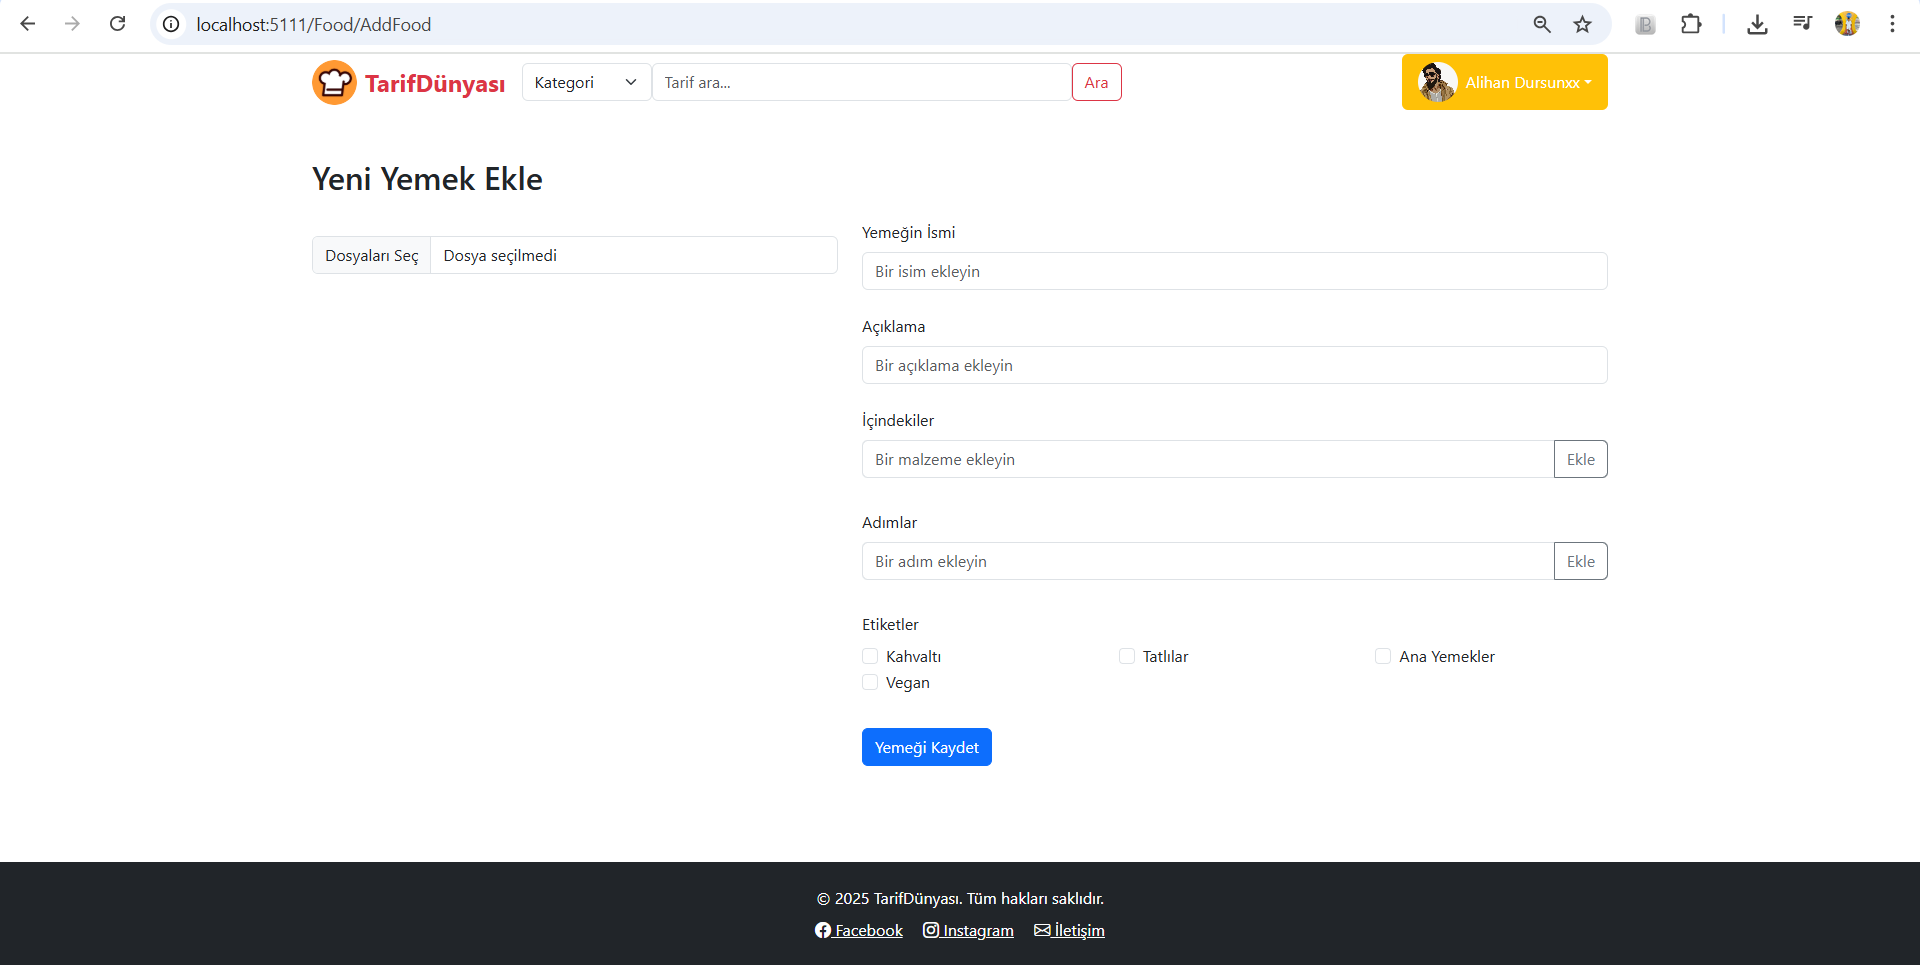 localhost:5111/Food/AddFood
TarifDünyası
Kategori
Tarif ara...
Ara
Alihan Dursunxx
Yeni Yemek Ekle
Dosyaları Seç
Dosya seçilmedi
Yemeğin İsmi
Bir isim ekleyin
Açıklama
Bir açıklama ekleyin
İçindekiler
Bir malzeme ekleyin
Ekle
Adımlar
Bir adım ekleyin
Ekle
Etiketler
Kahvaltı
Tatlılar
Ana Yemekler
Vegan
Yemeği Kaydet
© 2025 TarifDünyası. Tüm hakları saklıdır.
Facebook Instagram İletişim